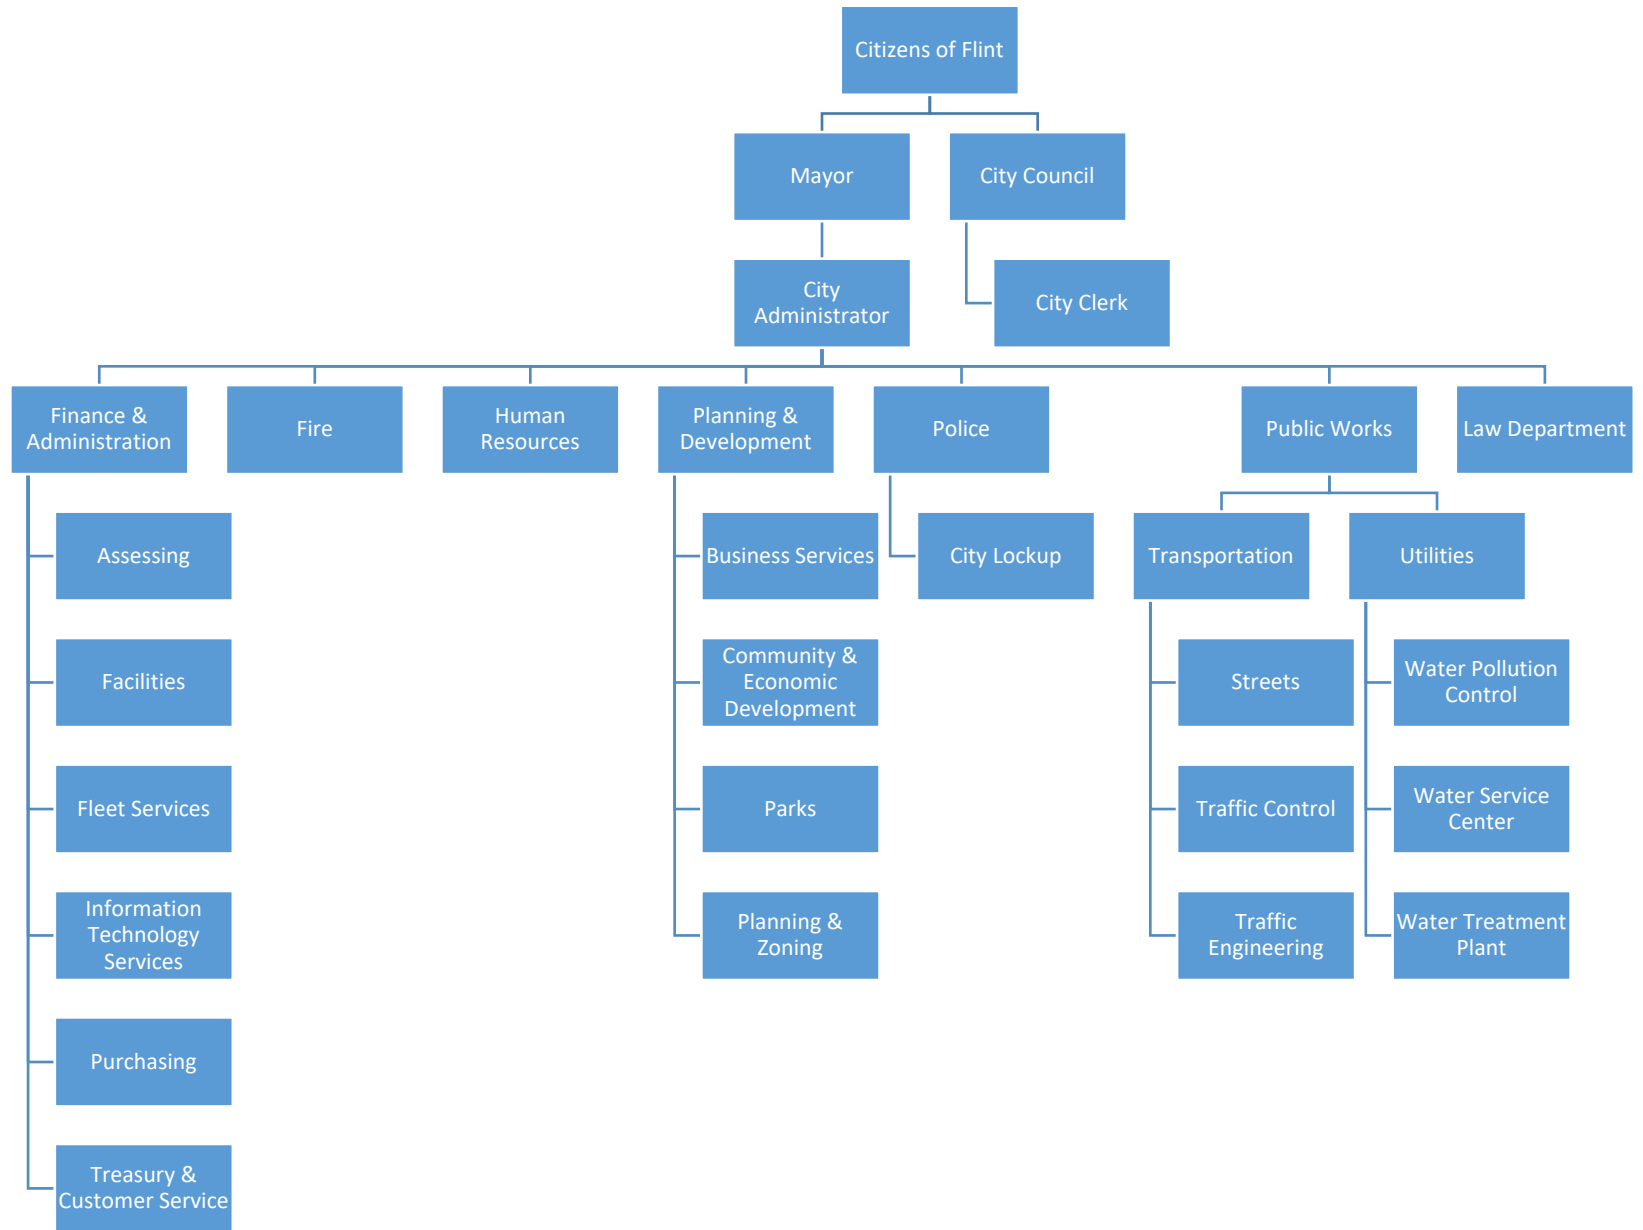 Citizens of Flint
Mayor
City Council
City
Administrator
City Clerk
Finance &
Administration
Fire
Human
Resources
Planning &
Development
Police
Public Works
Law Department
Assessing
Business Services
City Lockup
Transportation
Utilities
Facilities
Community &
Economic
Development
Streets
Water Pollution
Control
Fleet Services
Parks
Traffic Control
Water Service
Center
Information
Technology
Services
Planning &
Zoning
Traffic
Engineering
Water Treatment
Plant
Purchasing
Treasury &
Customer Service